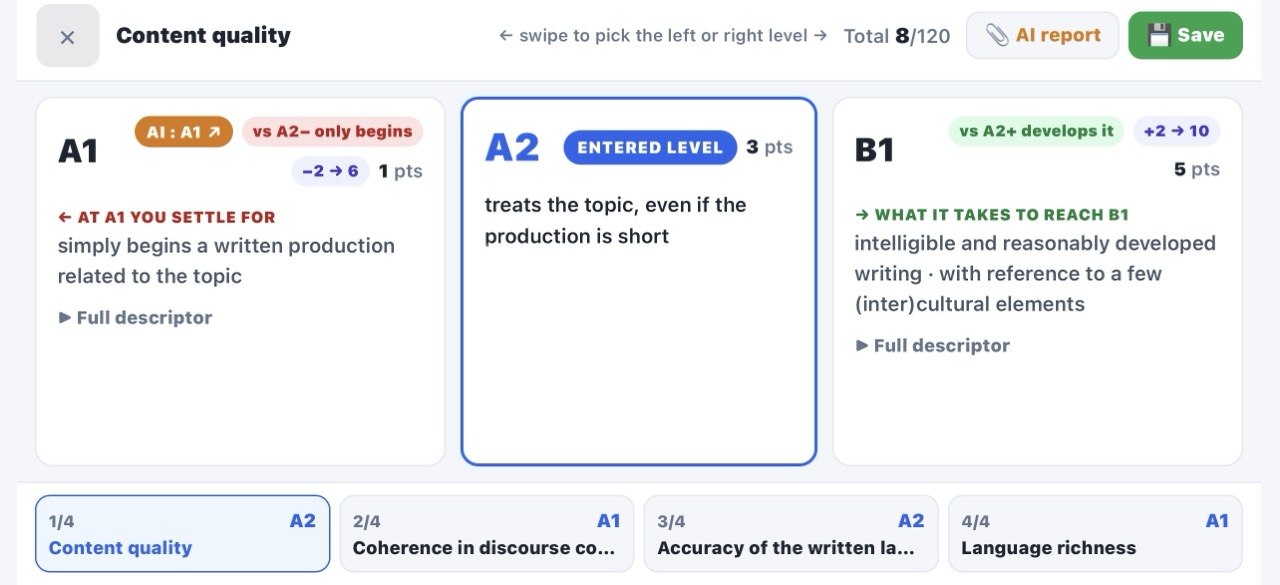 × Content quality ← swipe to pick the left or right level → Total 8/120 📎 AI report 💾 Save
A1 AI : A1 ↗ vs A2− only begins
−2 → 6 1 pts
← AT A1 YOU SETTLE FOR
simply begins a written production
related to the topic
▶ Full descriptor
A2 ENTERED LEVEL 3 pts
treats the topic, even if the
production is short
B1 vs A2+ develops it +2 → 10
5 pts
→ WHAT IT TAKES TO REACH B1
intelligible and reasonably developed
writing · with reference to a few
(inter)cultural elements
▶ Full descriptor
1/4 A2
Content quality
2/4 A1
Coherence in discourse co...
3/4 A2
Accuracy of the written la...
4/4 A1
Language richness